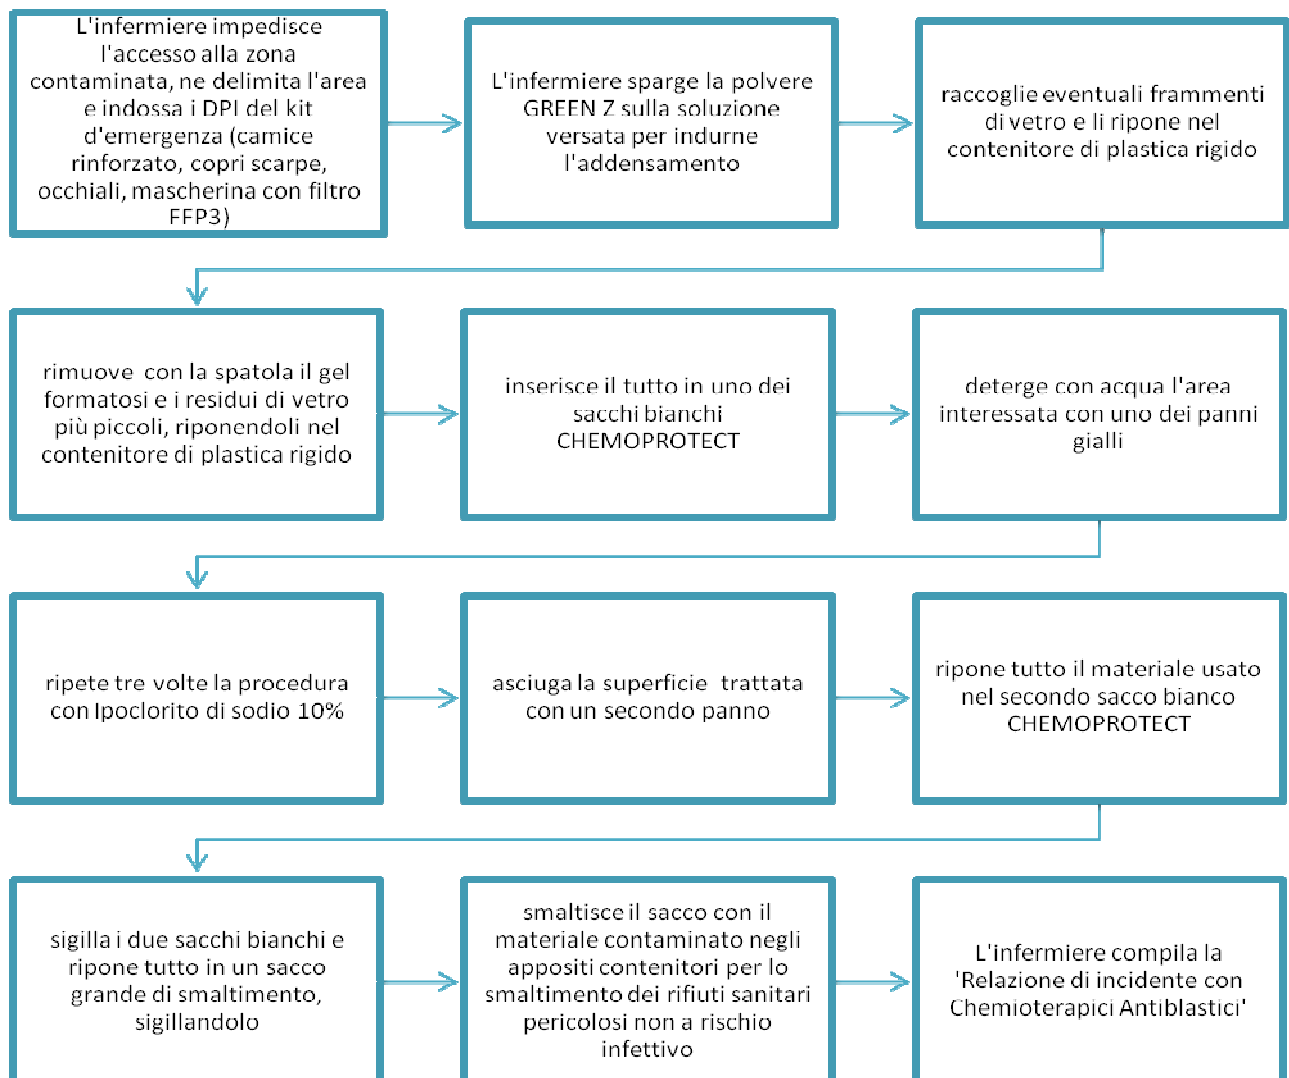 L'infermiere impedisce
l'accesso alla zona
contaminata, ne delimita l'area
e indossa i DPI del kit
d'emergenza (camice
rinforzato, copri scarpe,
occhiali, mascherina con filtro
FFP3)
L'infermiere sparge la polvere
GREEN Z sulla soluzione
versata per indurne
l'addensamento
raccoglie eventuali frammenti
di vetro e li ripone nel
contenitore di plastica rigido
rimuove con la spatola il gel
formatosi e i residui di vetro
più piccoli, riponendoli nel
contenitore di plastica rigido
inserisce il tutto in uno dei
sacchi bianchi
CHEMOPROTECT
deterge con acqua l'area
interessata con uno dei panni
gialli
ripete tre volte la procedura
con Ipoclorito di sodio 10%
asciuga la superficie trattata
con un secondo panno
ripone tutto il materiale usato
nel secondo sacco bianco
CHEMOPROTECT
sigilla i due sacchi bianchi e
ripone tutto in un sacco
grande di smaltimento,
sigillandolo
smaltisce il sacco con il
materiale contaminato negli
appositi contenitori per lo
smaltimento dei rifiuti sanitari
pericolosi non a rischio
infettivo
L'infermiere compila la
'Relazione di incidente con
Chemioterapici Antiblastici'